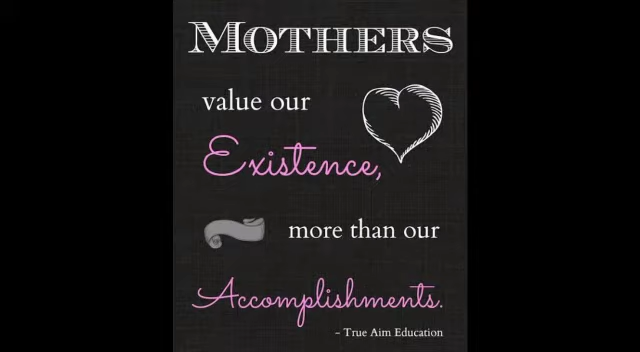 MOTHERS
value our
Existence,
more than our
Accomplishments.
~ True Aim Education